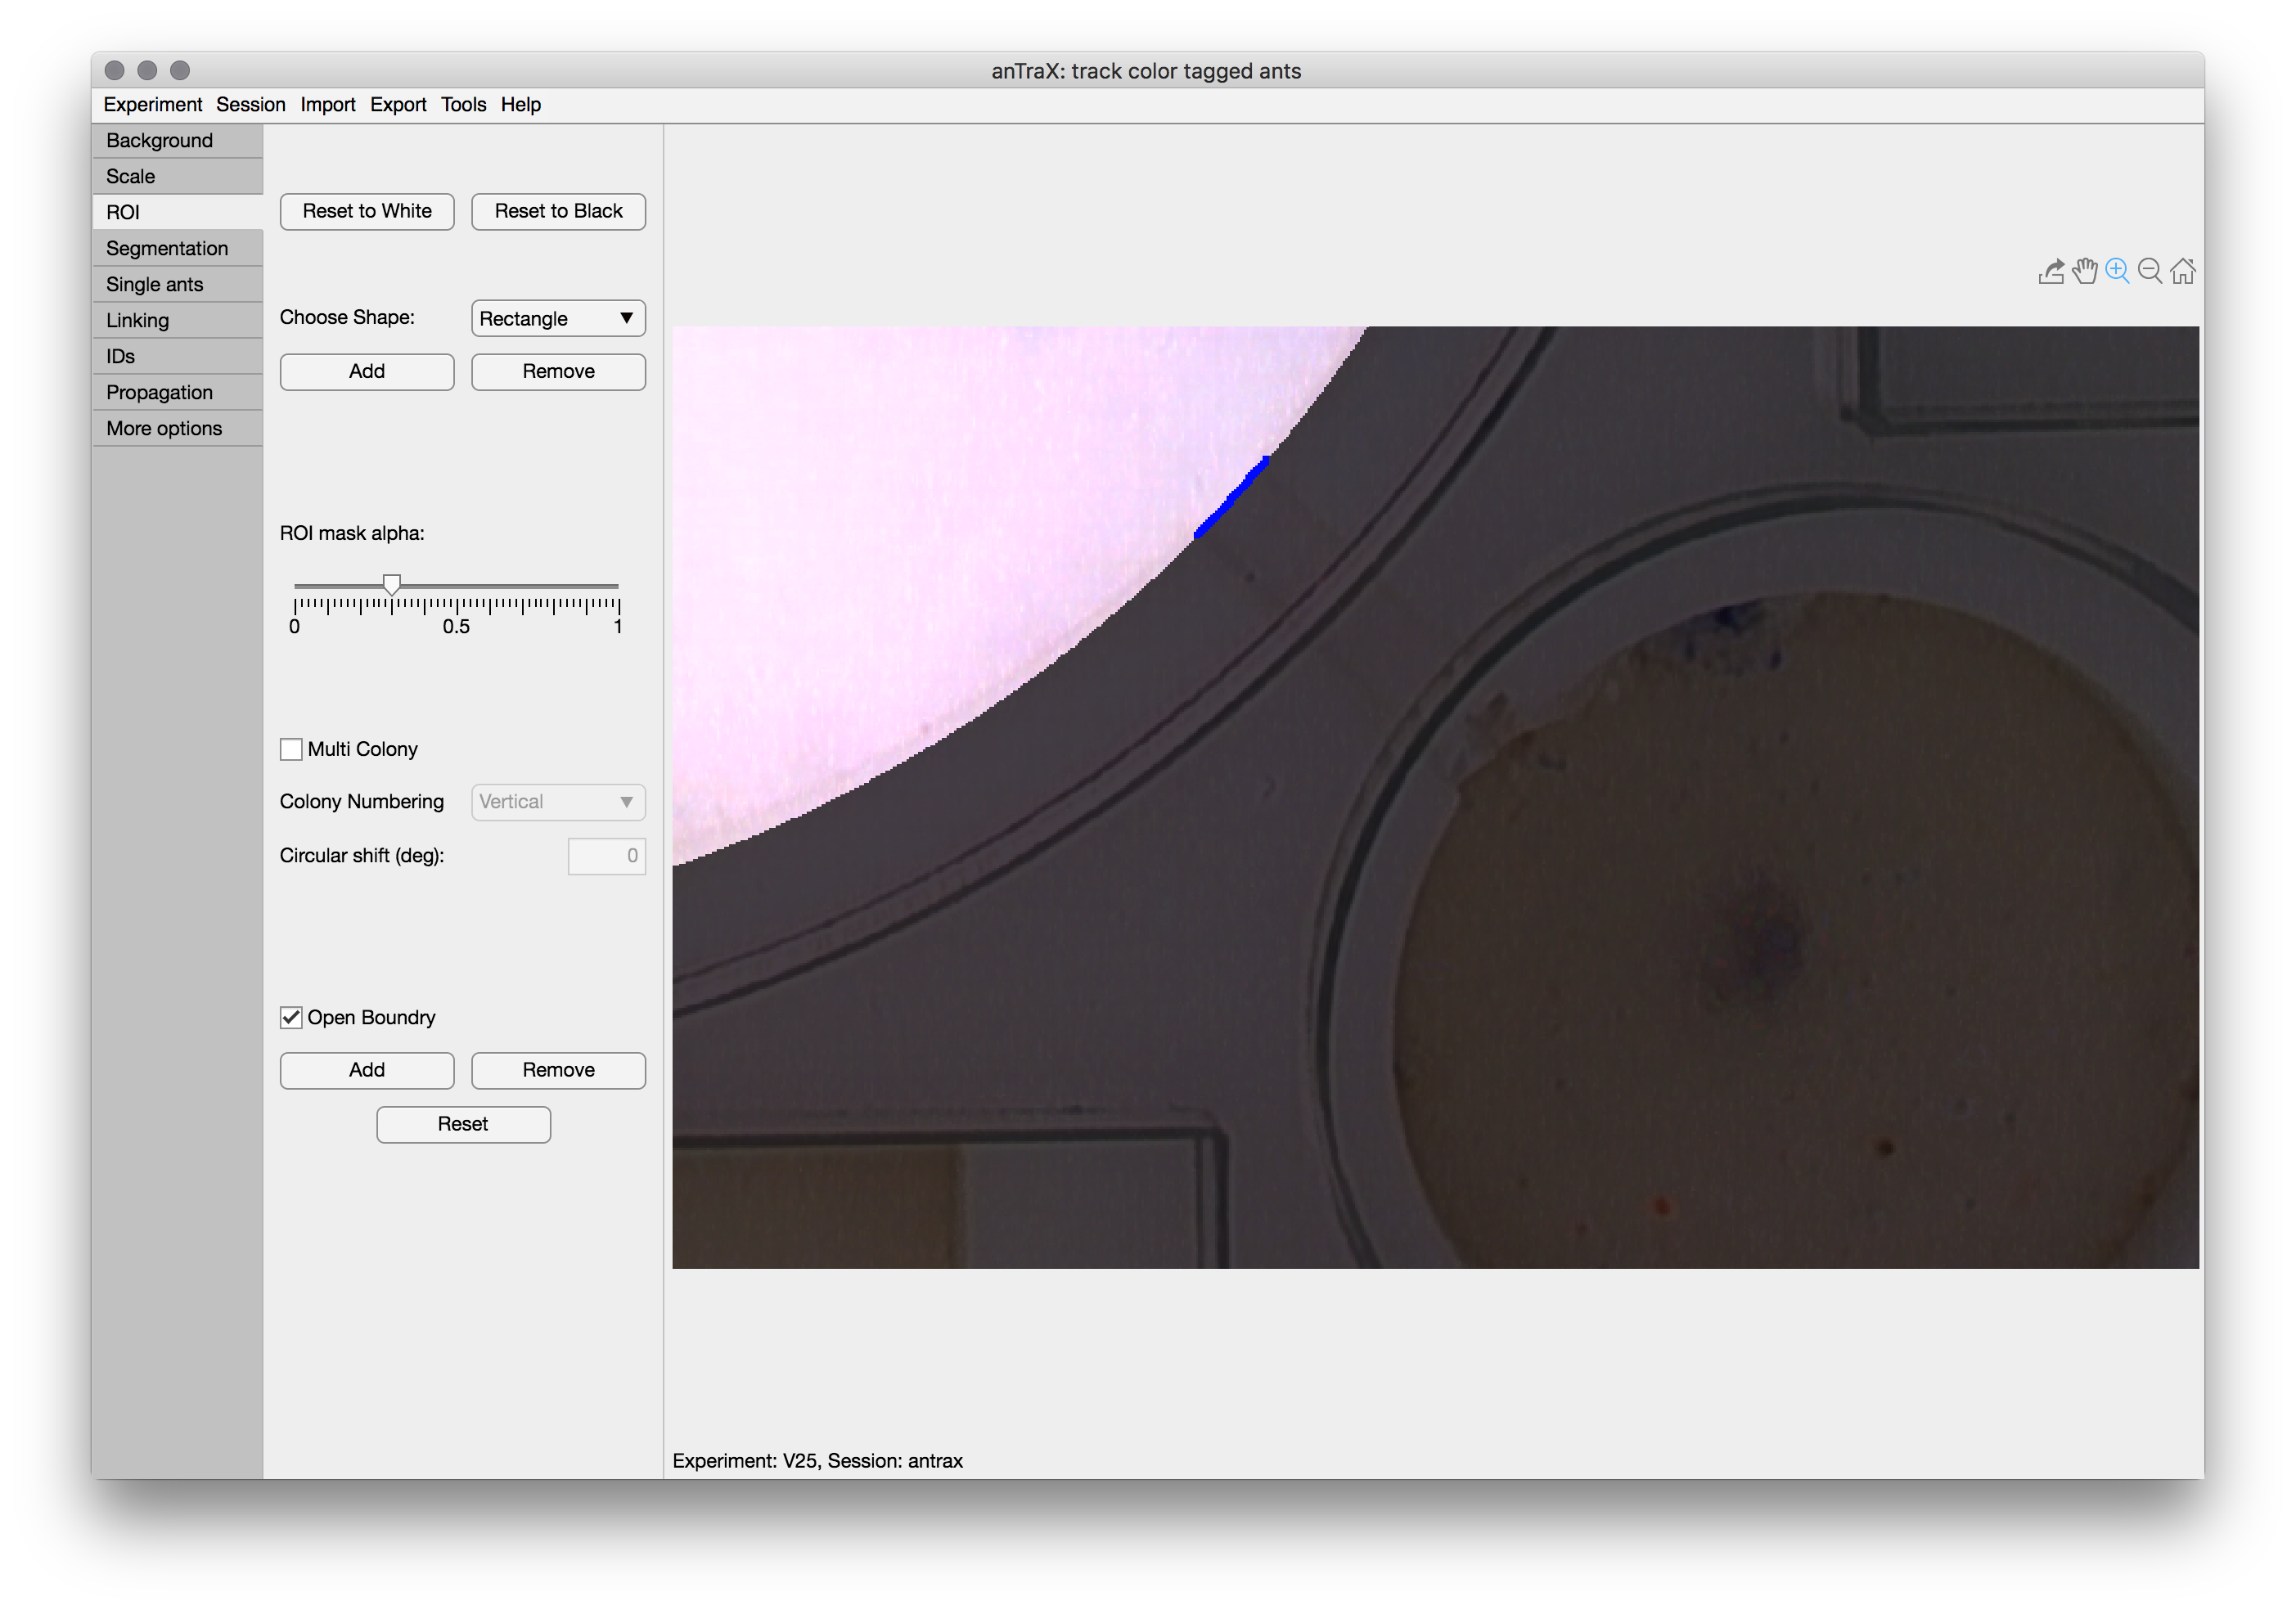 anTraX: track color tagged ants
Experiment Session Import Export Tools Help
Background
Scale
ROI
Segmentation
Single ants
Linking
IDs
Propagation
More options
Reset to White Reset to Black
Choose Shape: Rectangle
Add Remove
ROI mask alpha:
0 0.5 1
Multi Colony
Colony Numbering Vertical
Circular shift (deg): 0
Open Boundry
Add Remove
Reset
Experiment: V25, Session: antrax